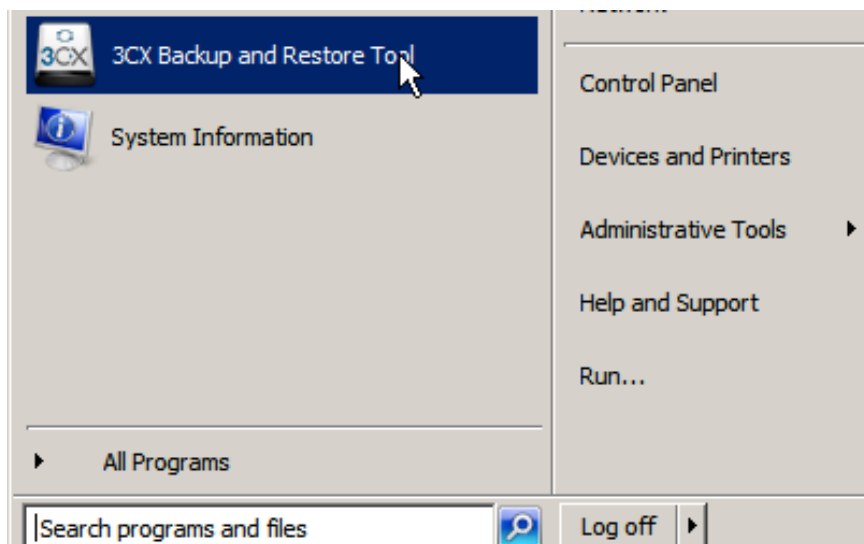 3CX
3CX Backup and Restore Tool
System Information
All Programs
Search programs and files
Network
Control Panel
Devices and Printers
Administrative Tools
Help and Support
Run...
Log off